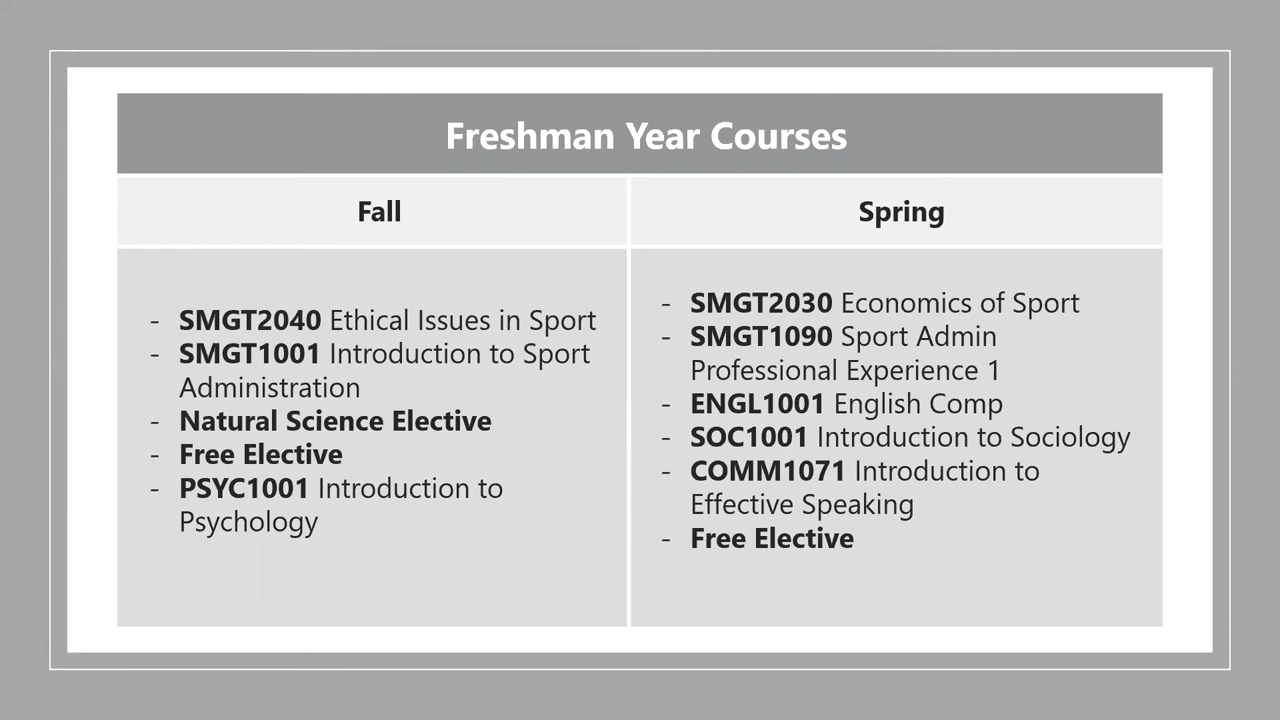 Freshman Year Courses
Fall
Spring
- SMGT2040 Ethical Issues in Sport
- SMGT1001 Introduction to Sport
Administration
- Natural Science Elective
- Free Elective
- PSYC1001 Introduction to
Psychology
- SMGT2030 Economics of Sport
- SMGT1090 Sport Admin
Professional Experience 1
- ENGL1001 English Comp
- SOC1001 Introduction to Sociology
- COMM1071 Introduction to
Effective Speaking
- Free Elective